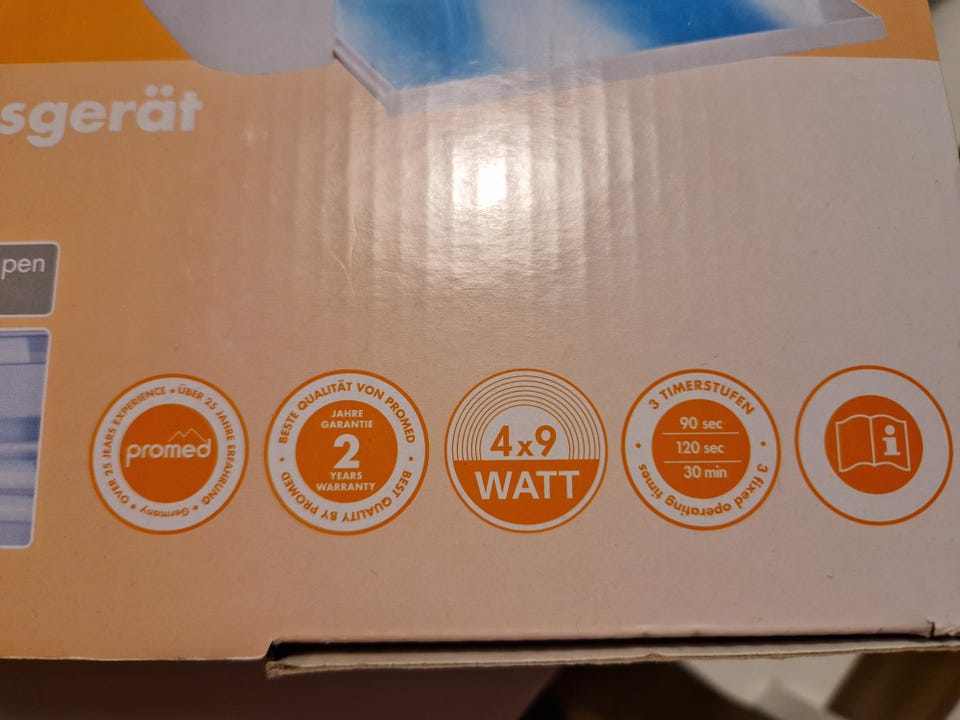 sgerät
pen
OVER 25 JEARS EXPERIENCE • ÜBER 25 JAHRE ERFAHRUNG • Germany •
promed
BESTE QUALITÄT VON PROMED • BEST QUALITY BY PROMED •
JAHRE
GARANTIE
2
YEARS
WARRANTY
4x9
WATT
3 TIMERSTUFEN
90 sec
120 sec
30 min
3 fixed operating times
i